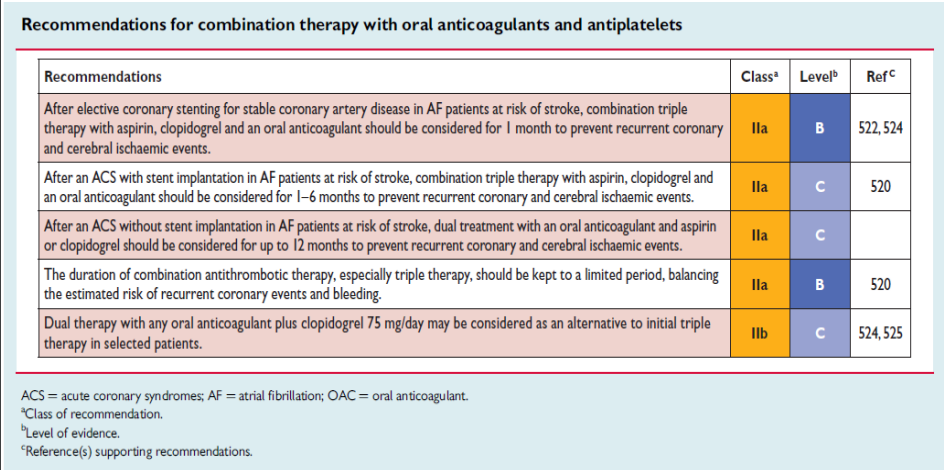 Recommendations for combination therapy with oral anticoagulants and antiplatelets
Recommendations Classᵃ Levelᵇ Refᶜ
After elective coronary stenting for stable coronary artery disease in AF patients at risk of stroke, combination triple
therapy with aspirin, clopidogrel and an oral anticoagulant should be considered for 1 month to prevent recurrent coronary
and cerebral ischaemic events.
IIa B 522, 524
After an ACS with stent implantation in AF patients at risk of stroke, combination triple therapy with aspirin, clopidogrel and
an oral anticoagulant should be considered for 1–6 months to prevent recurrent coronary and cerebral ischaemic events.
IIa C 520
After an ACS without stent implantation in AF patients at risk of stroke, dual treatment with an oral anticoagulant and aspirin
or clopidogrel should be considered for up to 12 months to prevent recurrent coronary and cerebral ischaemic events.
IIa C
The duration of combination antithrombotic therapy, especially triple therapy, should be kept to a limited period, balancing
the estimated risk of recurrent coronary events and bleeding.
IIa B 520
Dual therapy with any oral anticoagulant plus clopidogrel 75 mg/day may be considered as an alternative to initial triple
therapy in selected patients.
IIb C 524, 525
ACS = acute coronary syndromes; AF = atrial fibrillation; OAC = oral anticoagulant.
ᵃClass of recommendation.
ᵇLevel of evidence.
ᶜReference(s) supporting recommendations.